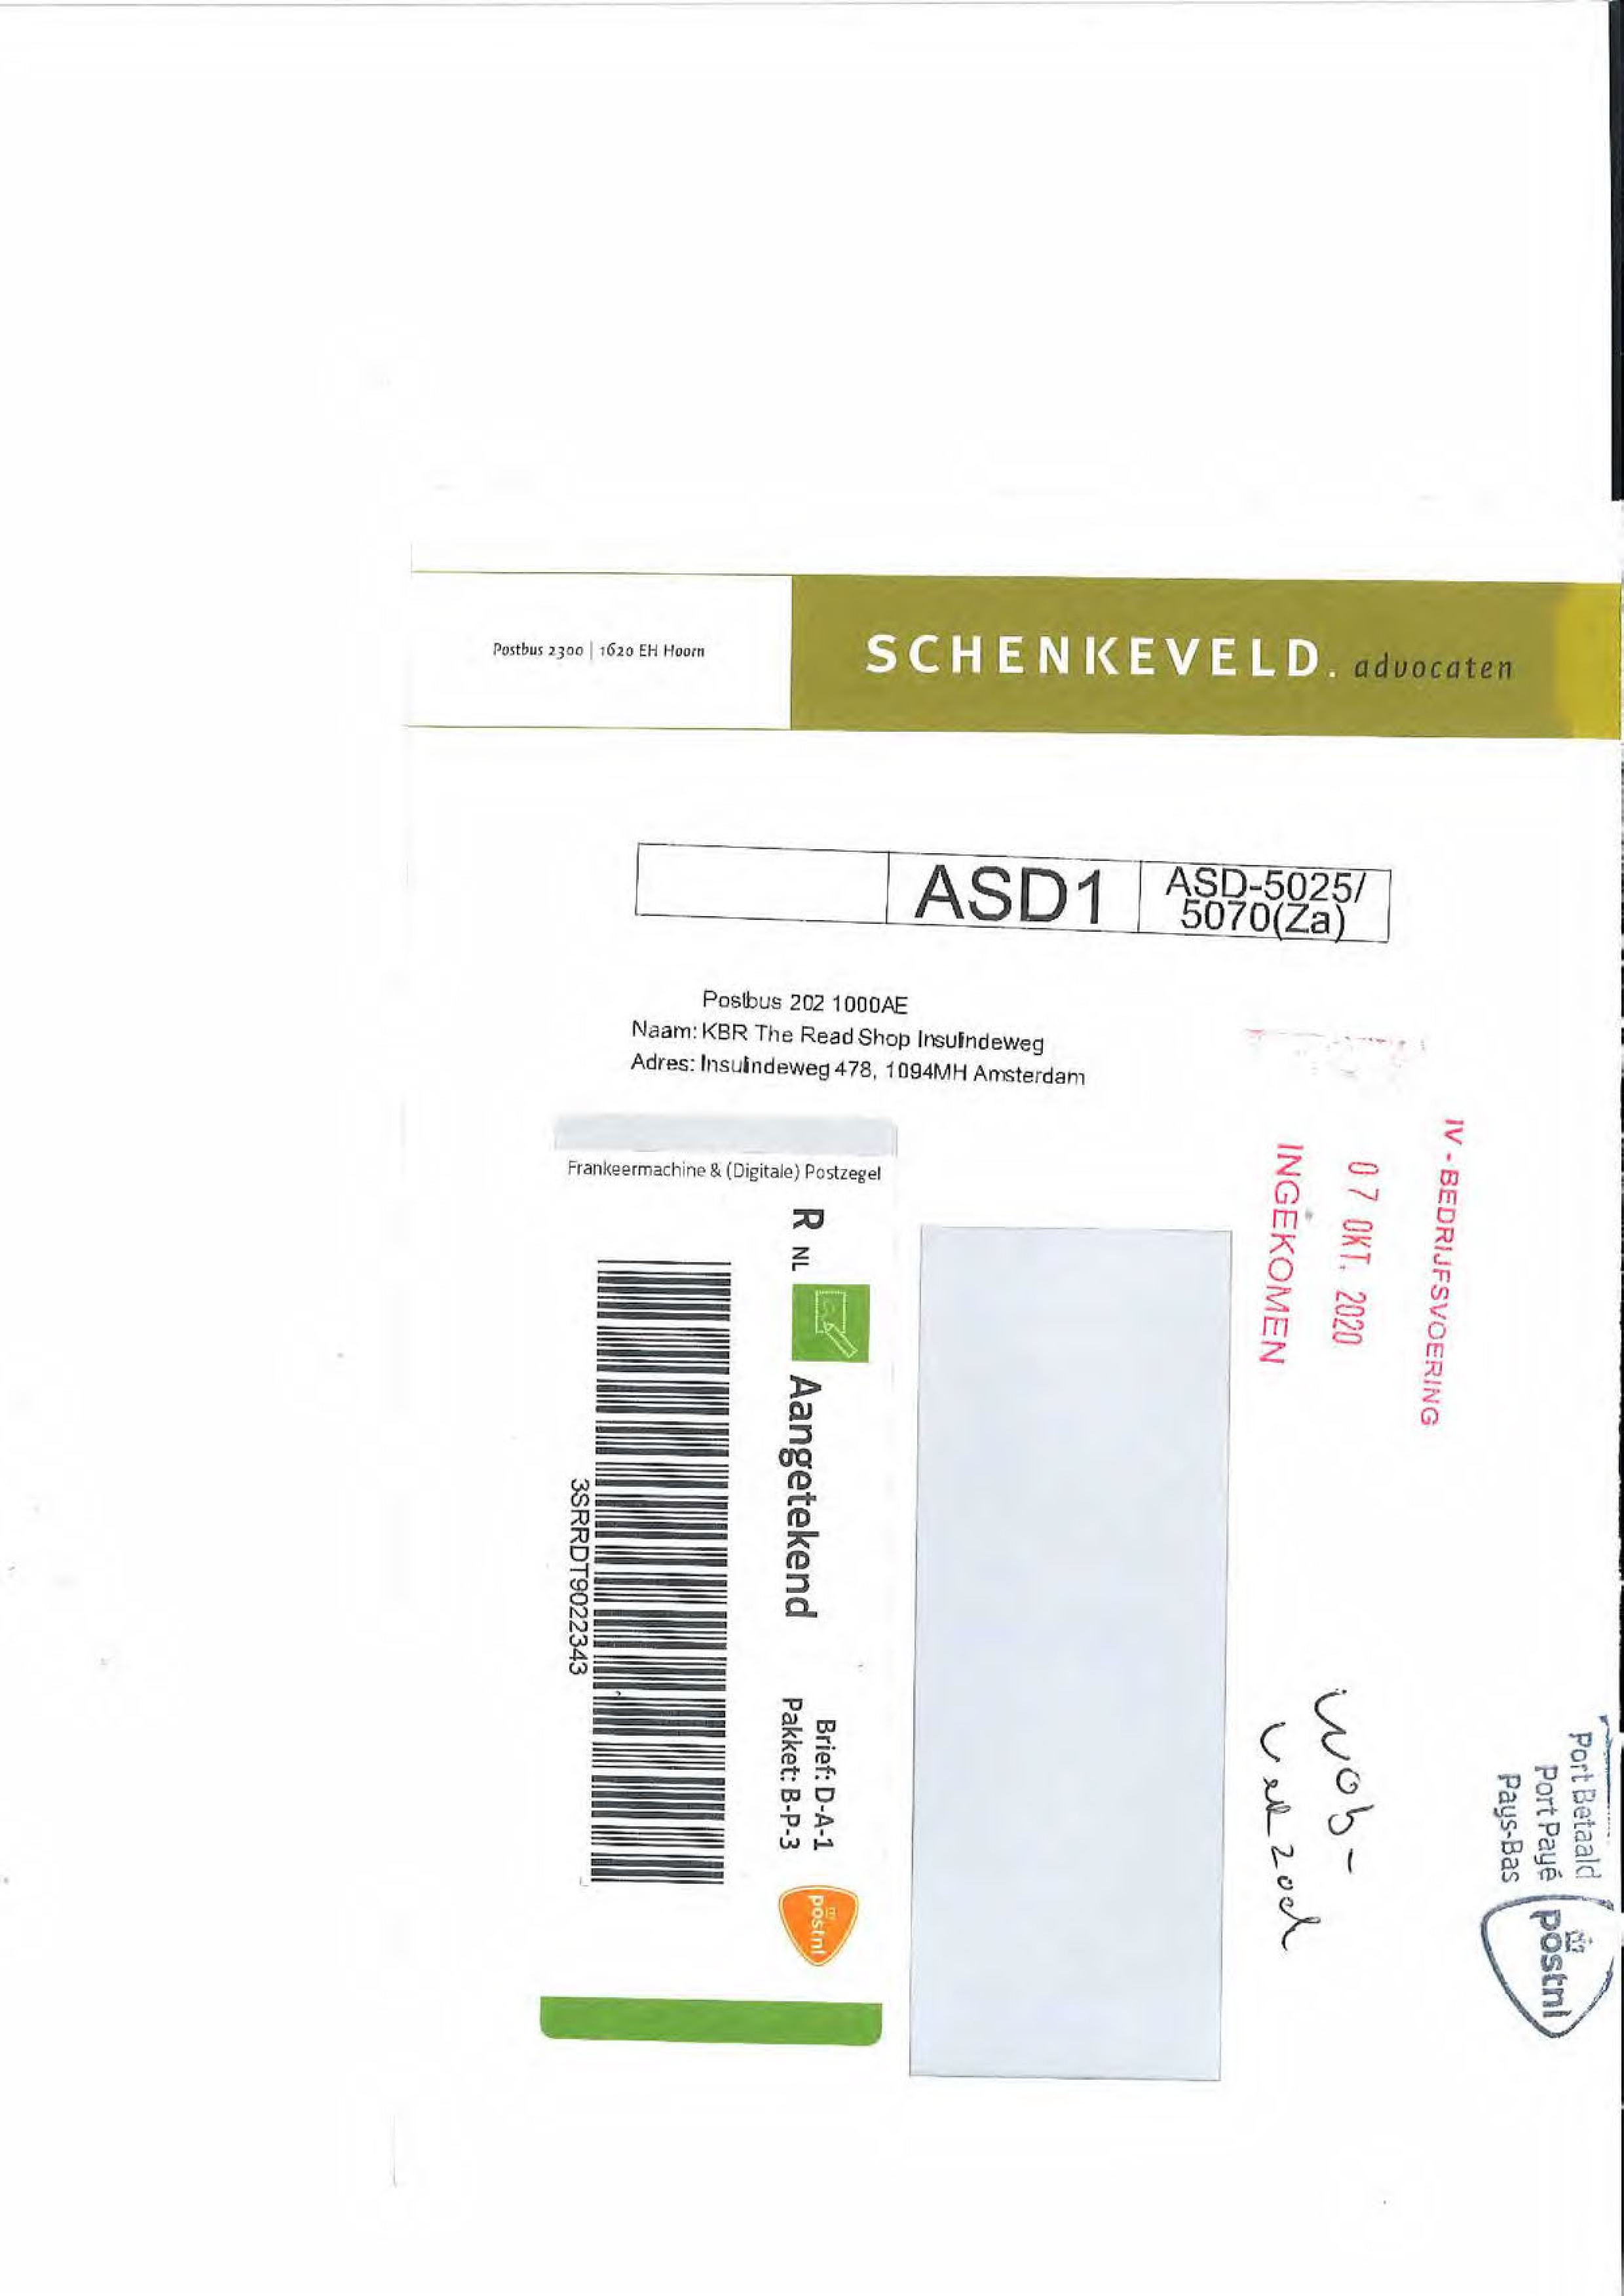 Postbus 2300 | 1620 EH Hoorn
SCHENKEVELD. advocaten
ASD1
ASD-5025/
5070(Za)
Postbus 202 1000AE
Naam: KBR The Read Shop Insulindeweg
Adres: Insulindeweg 478, 1094MH Amsterdam
Frankeermachine & (Digitale) Postzegel
R NL Aangetekend
Brief: D-A-1
Pakket: B-P-3
postnl
3SRRDT9022343
IV - BEDRIJFSVOERING
07 OKT. 2020
INGEKOMEN
Wob-
verzoek
Port Betaald
Port Payé
Pays-Bas
postnl